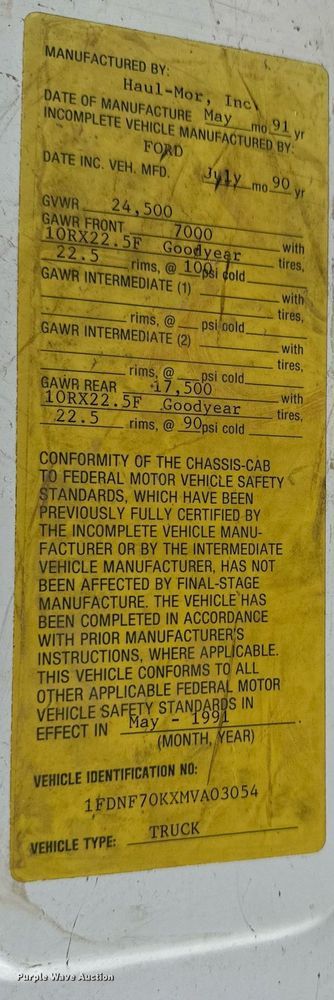 MANUFACTURED BY:
Haul-Mor, Inc.
DATE OF MANUFACTURE May mo 91 yr
INCOMPLETE VEHICLE MANUFACTURED BY:
FORD
DATE INC. VEH. MFD. July mo 90 yr
GVWR 24,500
GAWR FRONT 7000 with
10RX22.5F Goodyear tires,
22.5 rims, @ 100 psi cold
GAWR INTERMEDIATE (1) with
tires,
rims, @ psi cold
GAWR INTERMEDIATE (2) with
tires,
rims, @ psi cold
GAWR REAR 17,500 with
10RX22.5F Goodyear tires,
22.5 rims, @ 90 psi cold
CONFORMITY OF THE CHASSIS-CAB
TO FEDERAL MOTOR VEHICLE SAFETY
STANDARDS, WHICH HAVE BEEN
PREVIOUSLY FULLY CERTIFIED BY
THE INCOMPLETE VEHICLE MANU-
FACTURER OR BY THE INTERMEDIATE
VEHICLE MANUFACTURER, HAS NOT
BEEN AFFECTED BY FINAL-STAGE
MANUFACTURE. THE VEHICLE HAS
BEEN COMPLETED IN ACCORDANCE
WITH PRIOR MANUFACTURER'S
INSTRUCTIONS, WHERE APPLICABLE.
THIS VEHICLE CONFORMS TO ALL
OTHER APPLICABLE FEDERAL MOTOR
VEHICLE SAFETY STANDARDS IN
EFFECT IN May - 1991.
(MONTH, YEAR)
VEHICLE IDENTIFICATION NO:
1FDNF70KXMVA03054
VEHICLE TYPE: TRUCK
Purple Wave Auction